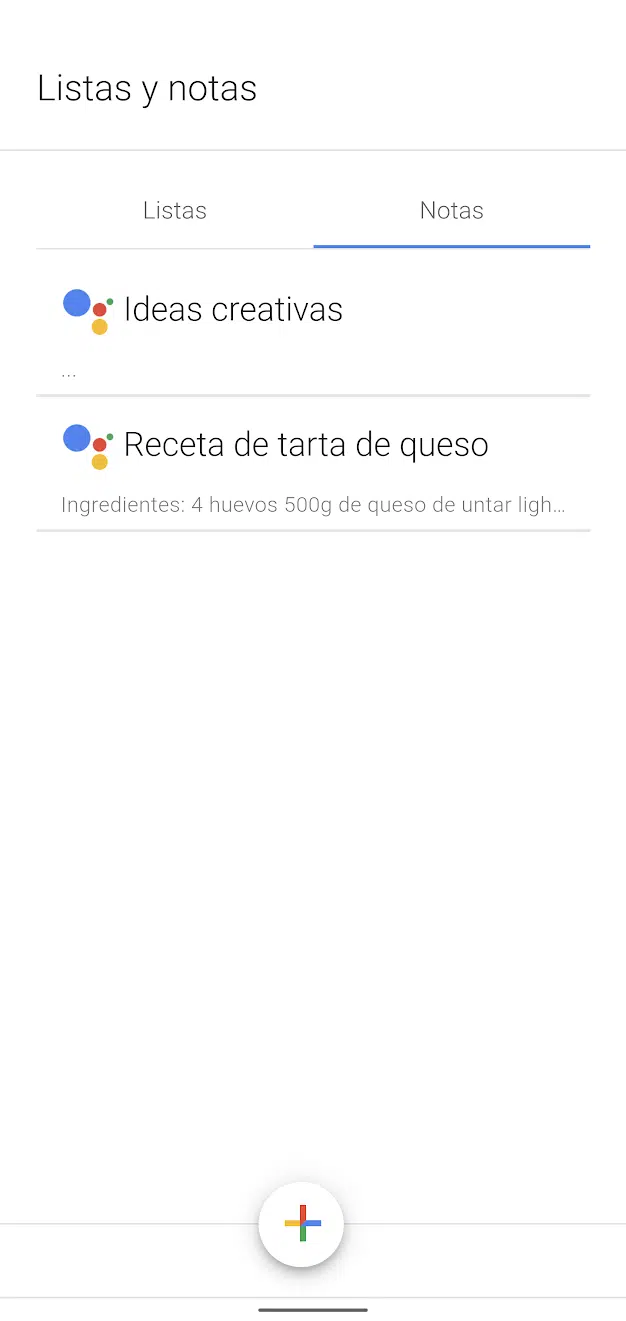 Listas y notas
Listas
Notas
Ideas creativas
...
Receta de tarta de queso
Ingredientes: 4 huevos 500g de queso de untar ligh...